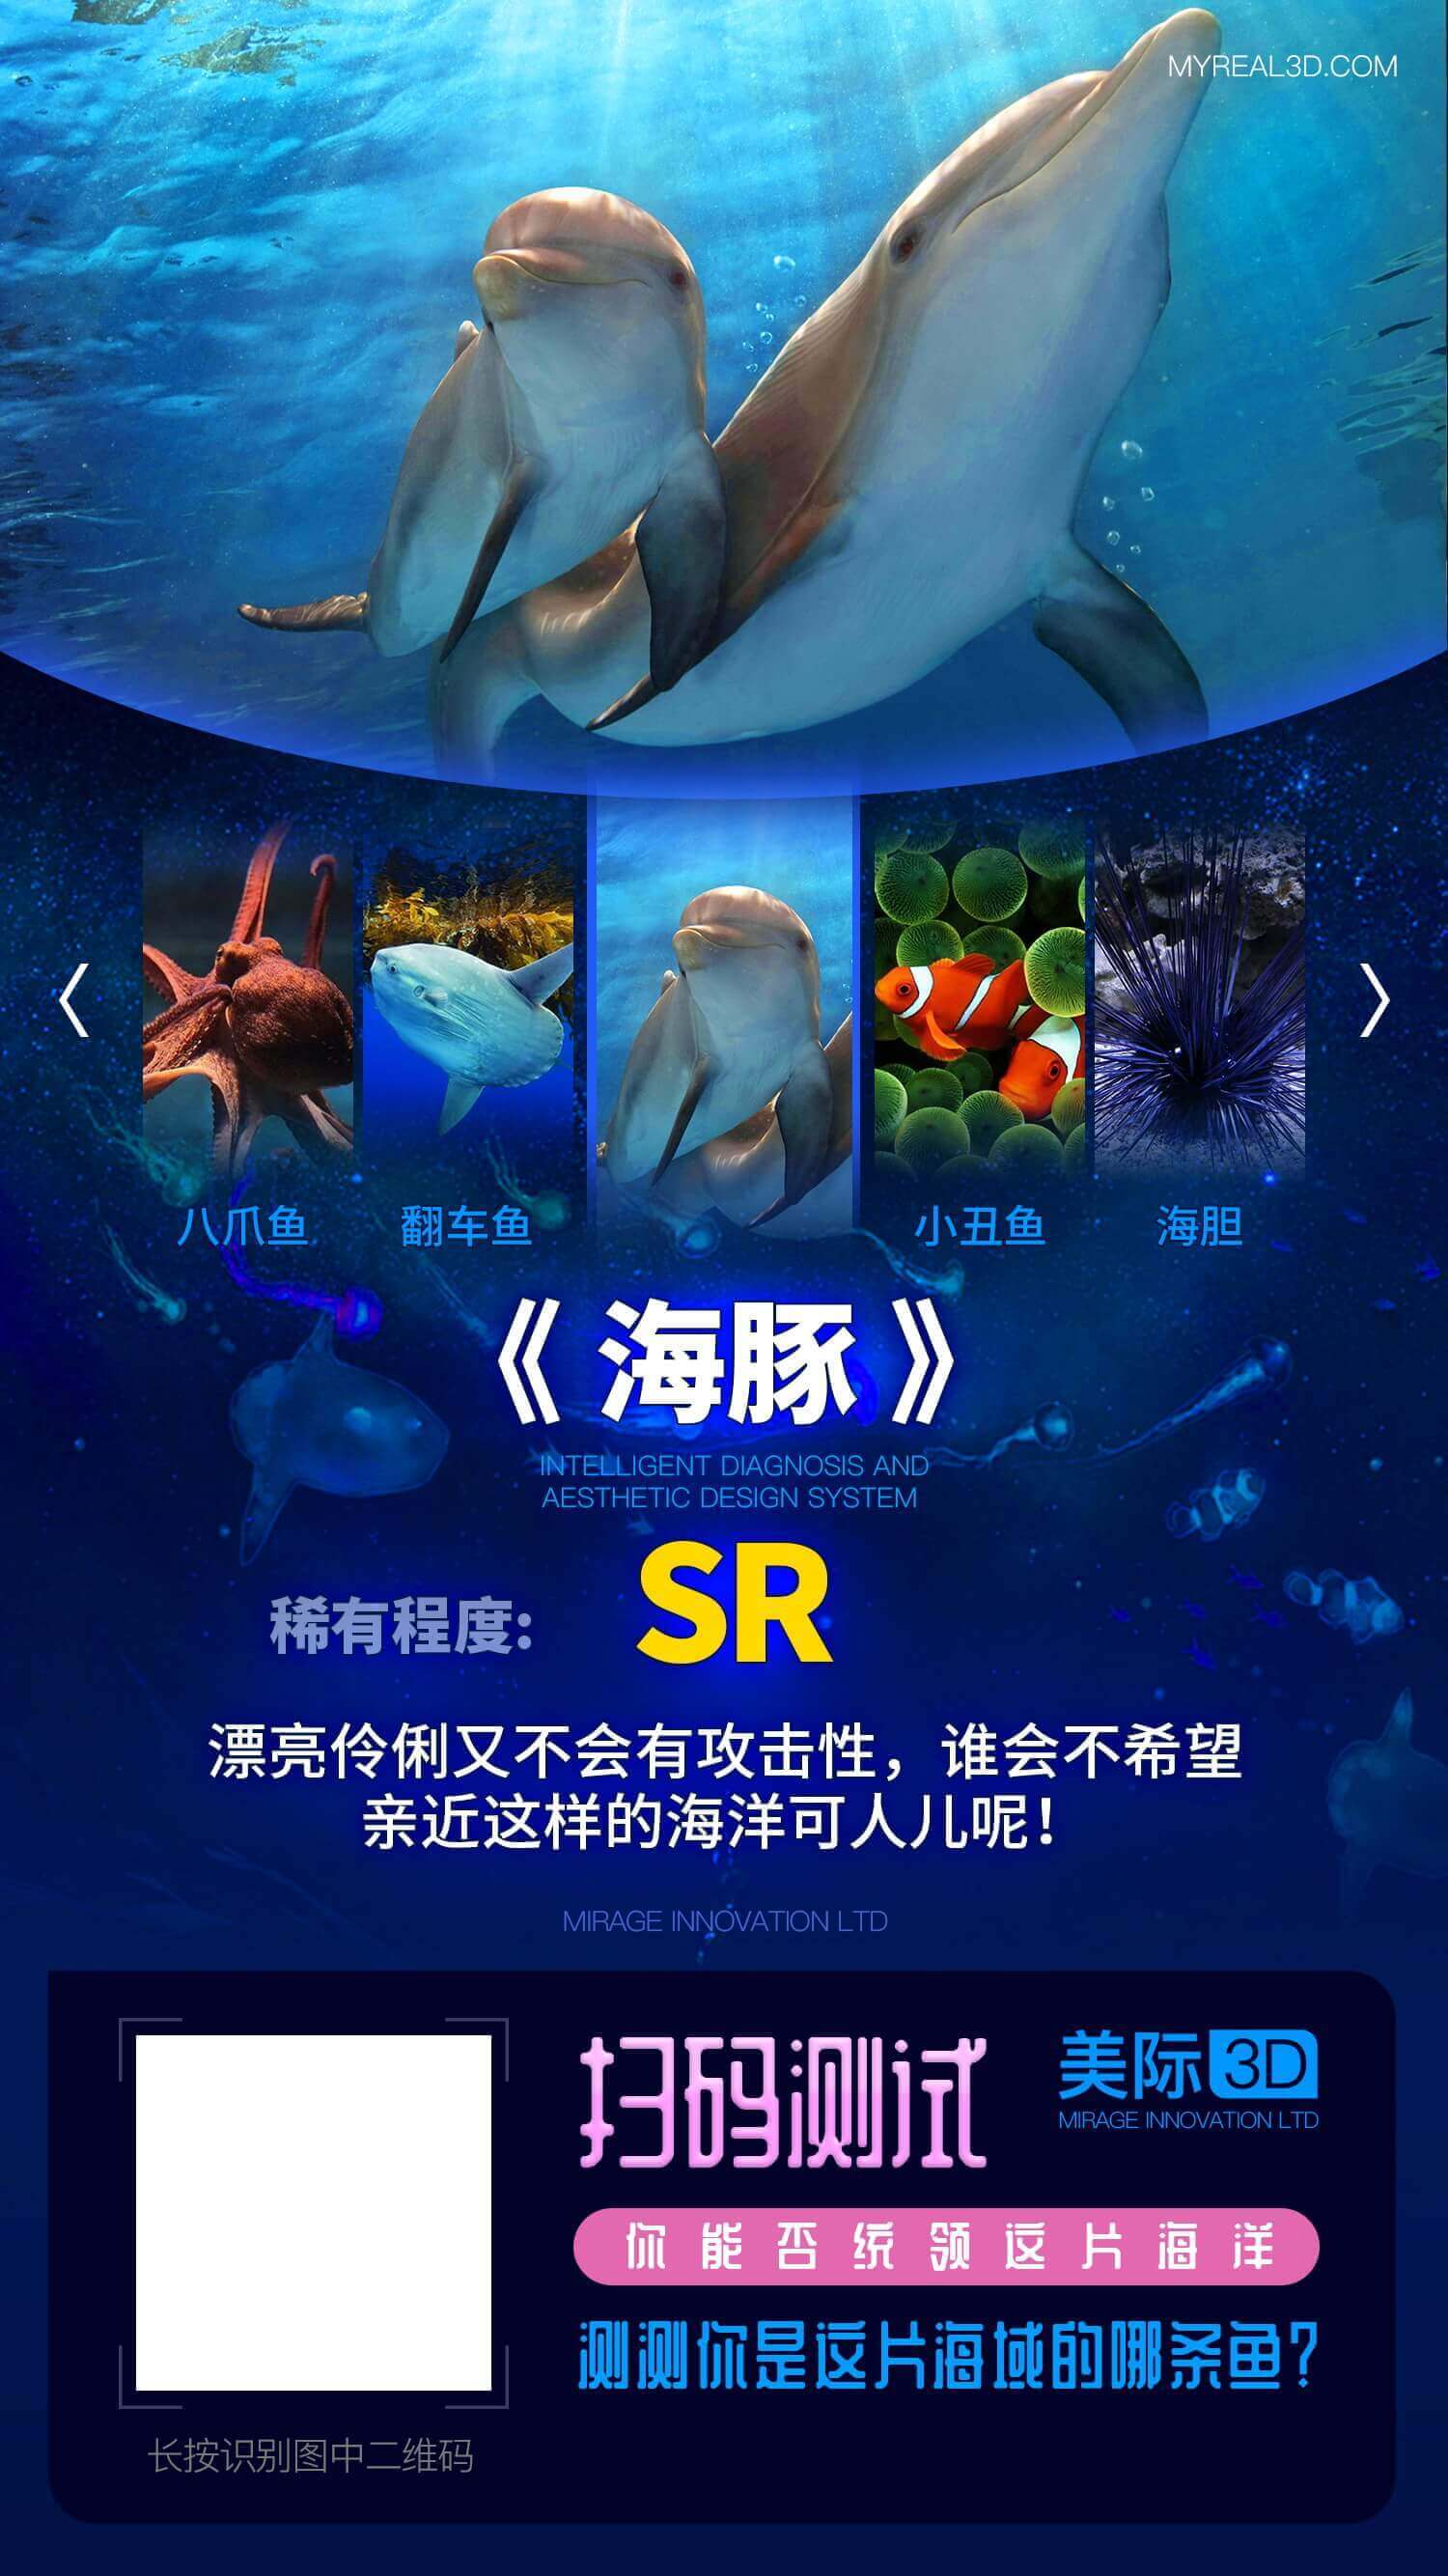 MYREAL3D.COM
八爪鱼
翻车鱼
小丑鱼
海胆
《海豚》
INTELLIGENT DIAGNOSIS AND
AESTHETIC DESIGN SYSTEM
稀有程度: SR
漂亮伶俐又不会有攻击性，谁会不希望
亲近这样的海洋可人儿呢！
MIRAGE INNOVATION LTD
扫码测试
美际3D
MIRAGE INNOVATION LTD
你能否统领这片海洋
测测你是这片海域的哪条鱼？
长按识别图中二维码